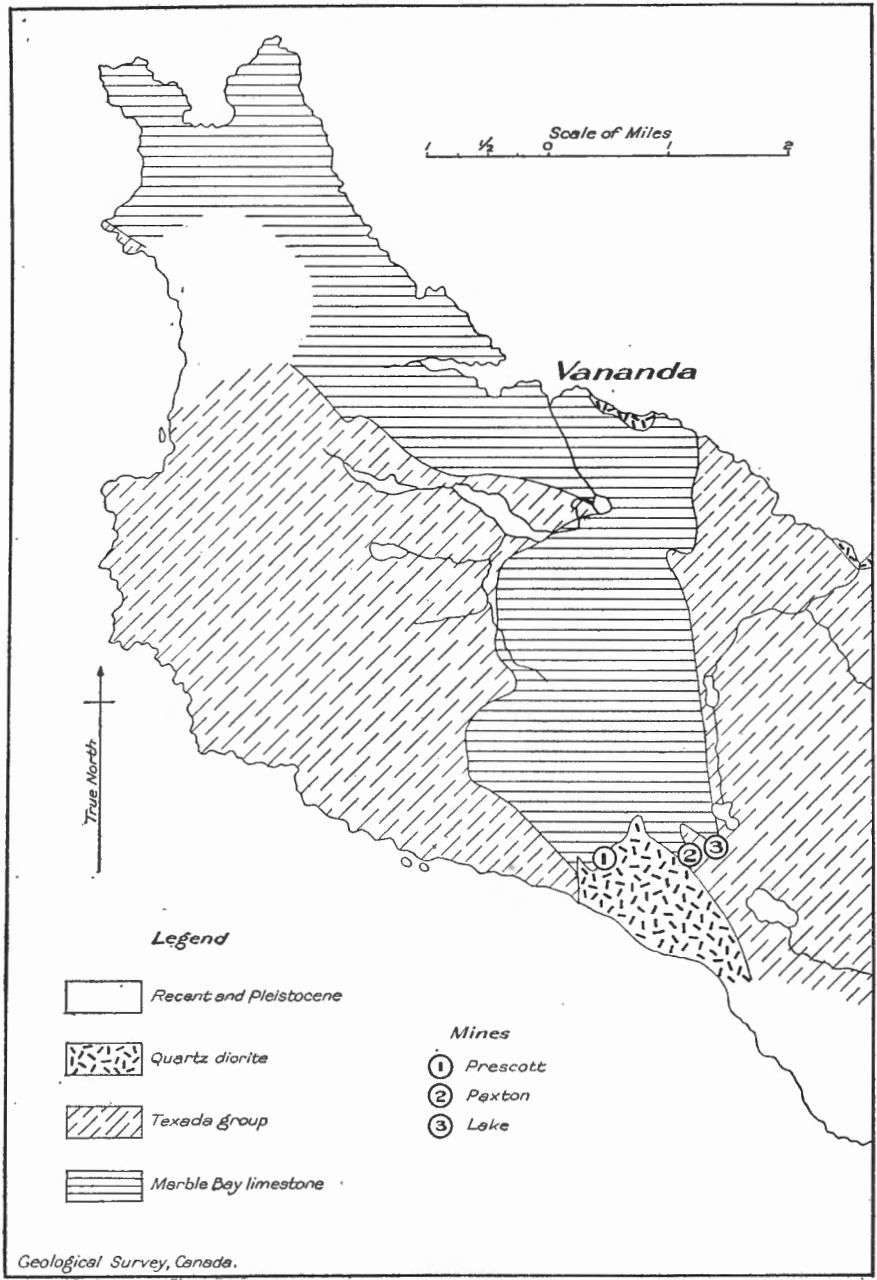 Scale of Miles
1 ½ 0 1 2
Vananda
True North
1 2 3
Legend
Recent and Pleistocene
Quartz diorite
Texada group
Marble Bay limestone
Mines
1 Prescott
2 Paxton
3 Lake
Geological Survey, Canada.